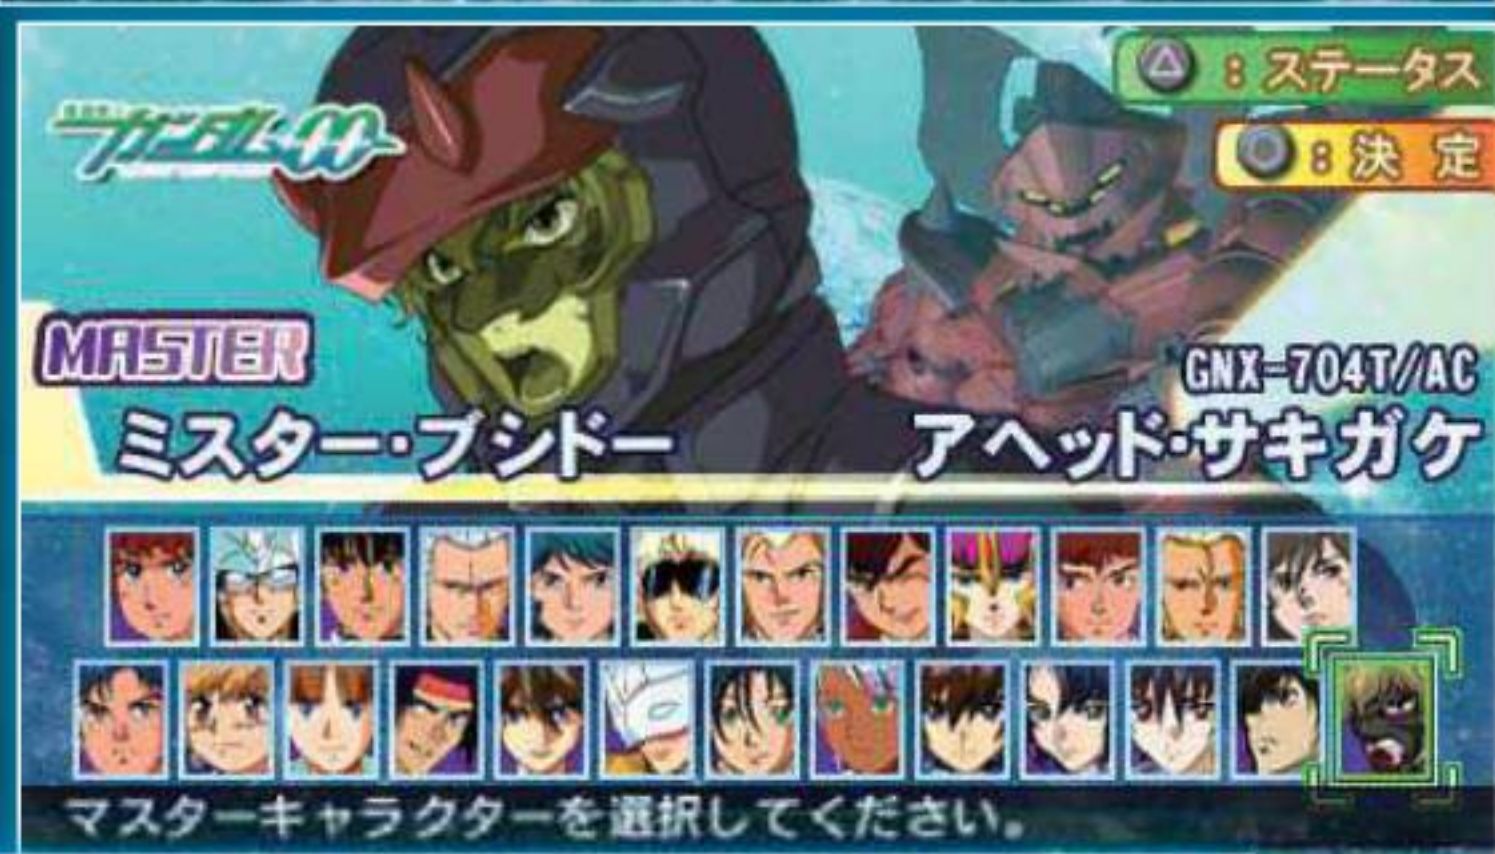 ガンダム00
△：ステータス
○：決 定
MASTER
GNX-704T/AC
ミスター・ブシドー
アヘッド・サキガケ
マスターキャラクターを選択してください。